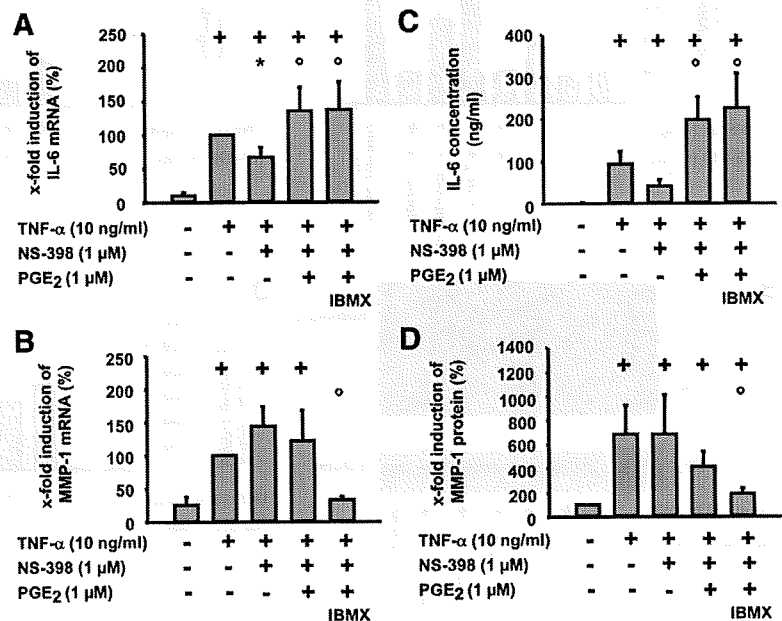 A
x-fold induction of
IL-6 mRNA (%)
250
200
150
100
50
0
+ + + +
* ° °
TNF-α (10 ng/ml) - + + + +
NS-398 (1 µM) - - + + +
PGE2 (1 µM) - - - + +
IBMX
C
IL-6 concentration
(ng/ml)
400
300
200
100
0
+ + + +
° °
TNF-α (10 ng/ml) - + + + +
NS-398 (1 µM) - - + + +
PGE2 (1 µM) - - - + +
IBMX
B
x-fold induction of
MMP-1 mRNA (%)
250
200
150
100
50
0
+ + +
°
TNF-α (10 ng/ml) - + + + +
NS-398 (1 µM) - - + + +
PGE2 (1 µM) - - - + +
IBMX
D
x-fold induction of
MMP-1 protein (%)
1400
1200
1000
800
600
400
200
0
+ + + +
°
TNF-α (10 ng/ml) - + + + +
NS-398 (1 µM) - - + + +
PGE2 (1 µM) - - - + +
IBMX